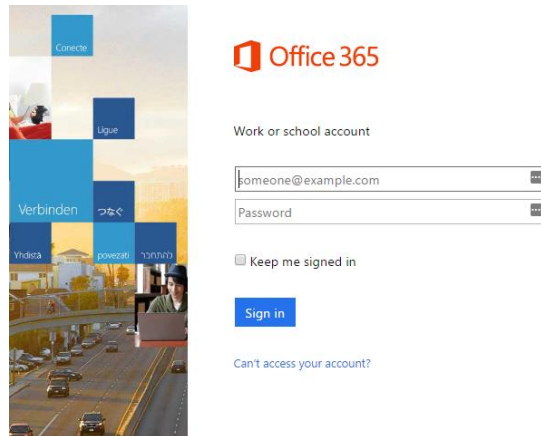 Conecte
Ligue
Verbinden
つなぐ
Yhdistä
povezati
להתחבר
Office 365
Work or school account
someone@example.com
Password
Keep me signed in
Sign in
Can't access your account?